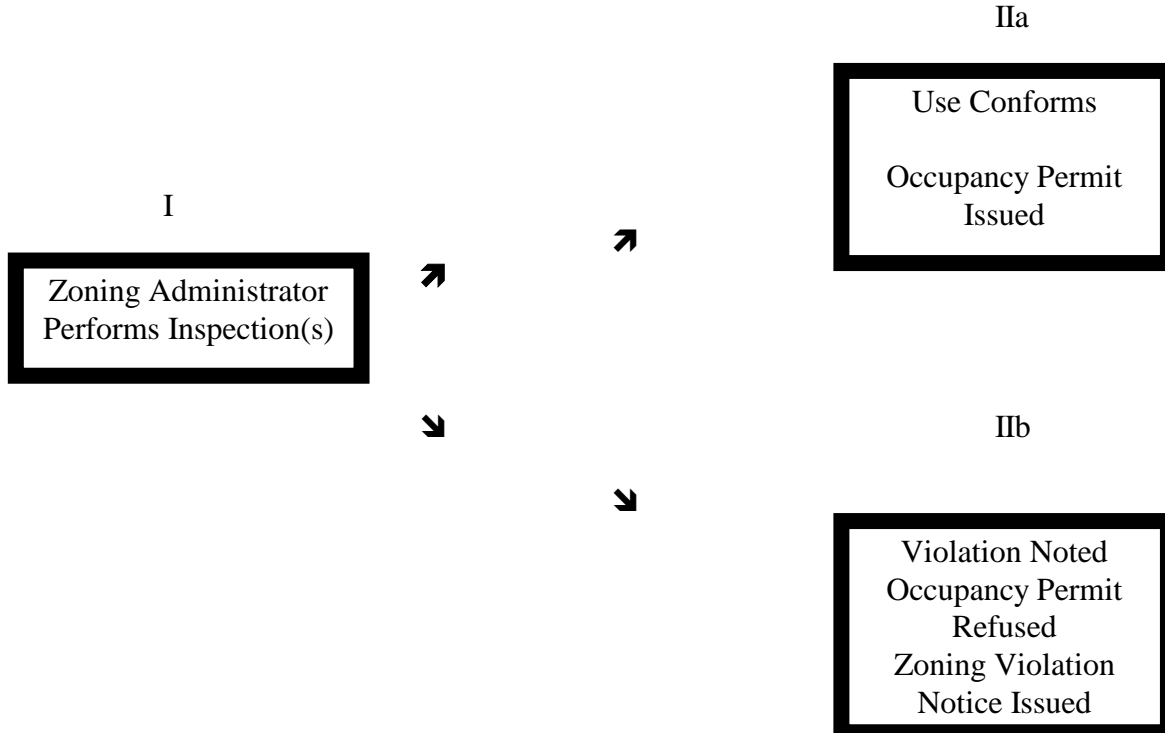 IIa
Use Conforms
Occupancy Permit
Issued
I
Zoning Administrator
Performs Inspection(s)
IIb
Violation Noted
Occupancy Permit
Refused
Zoning Violation
Notice Issued